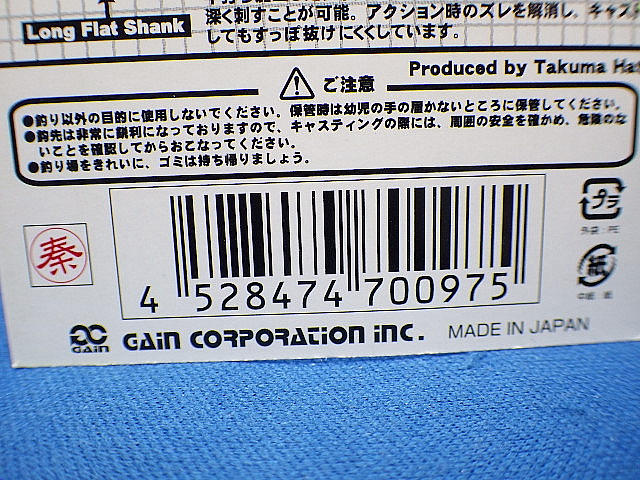 深く刺すことが可能。アクション時のズレを解消し、キャス
Long Flat Shank
してもすっぽ抜けにくくしています。
Produced by Takuma Hat
ご注意
●釣り以外の目的に使用しないでください。保管時は幼児の手の届かないところに保管してください。
●鈎先は非常に鋭利になっておりますので、キャスティングの際には、周囲の安全を確かめ、危険のな
いことを確認してからおこなってください。
●釣り場をきれいに、ゴミは持ち帰りましょう。
秦
プラ
外袋：PE
紙
4 528474 700975
GAIN GAIN CORPORATION INC. MADE IN JAPAN